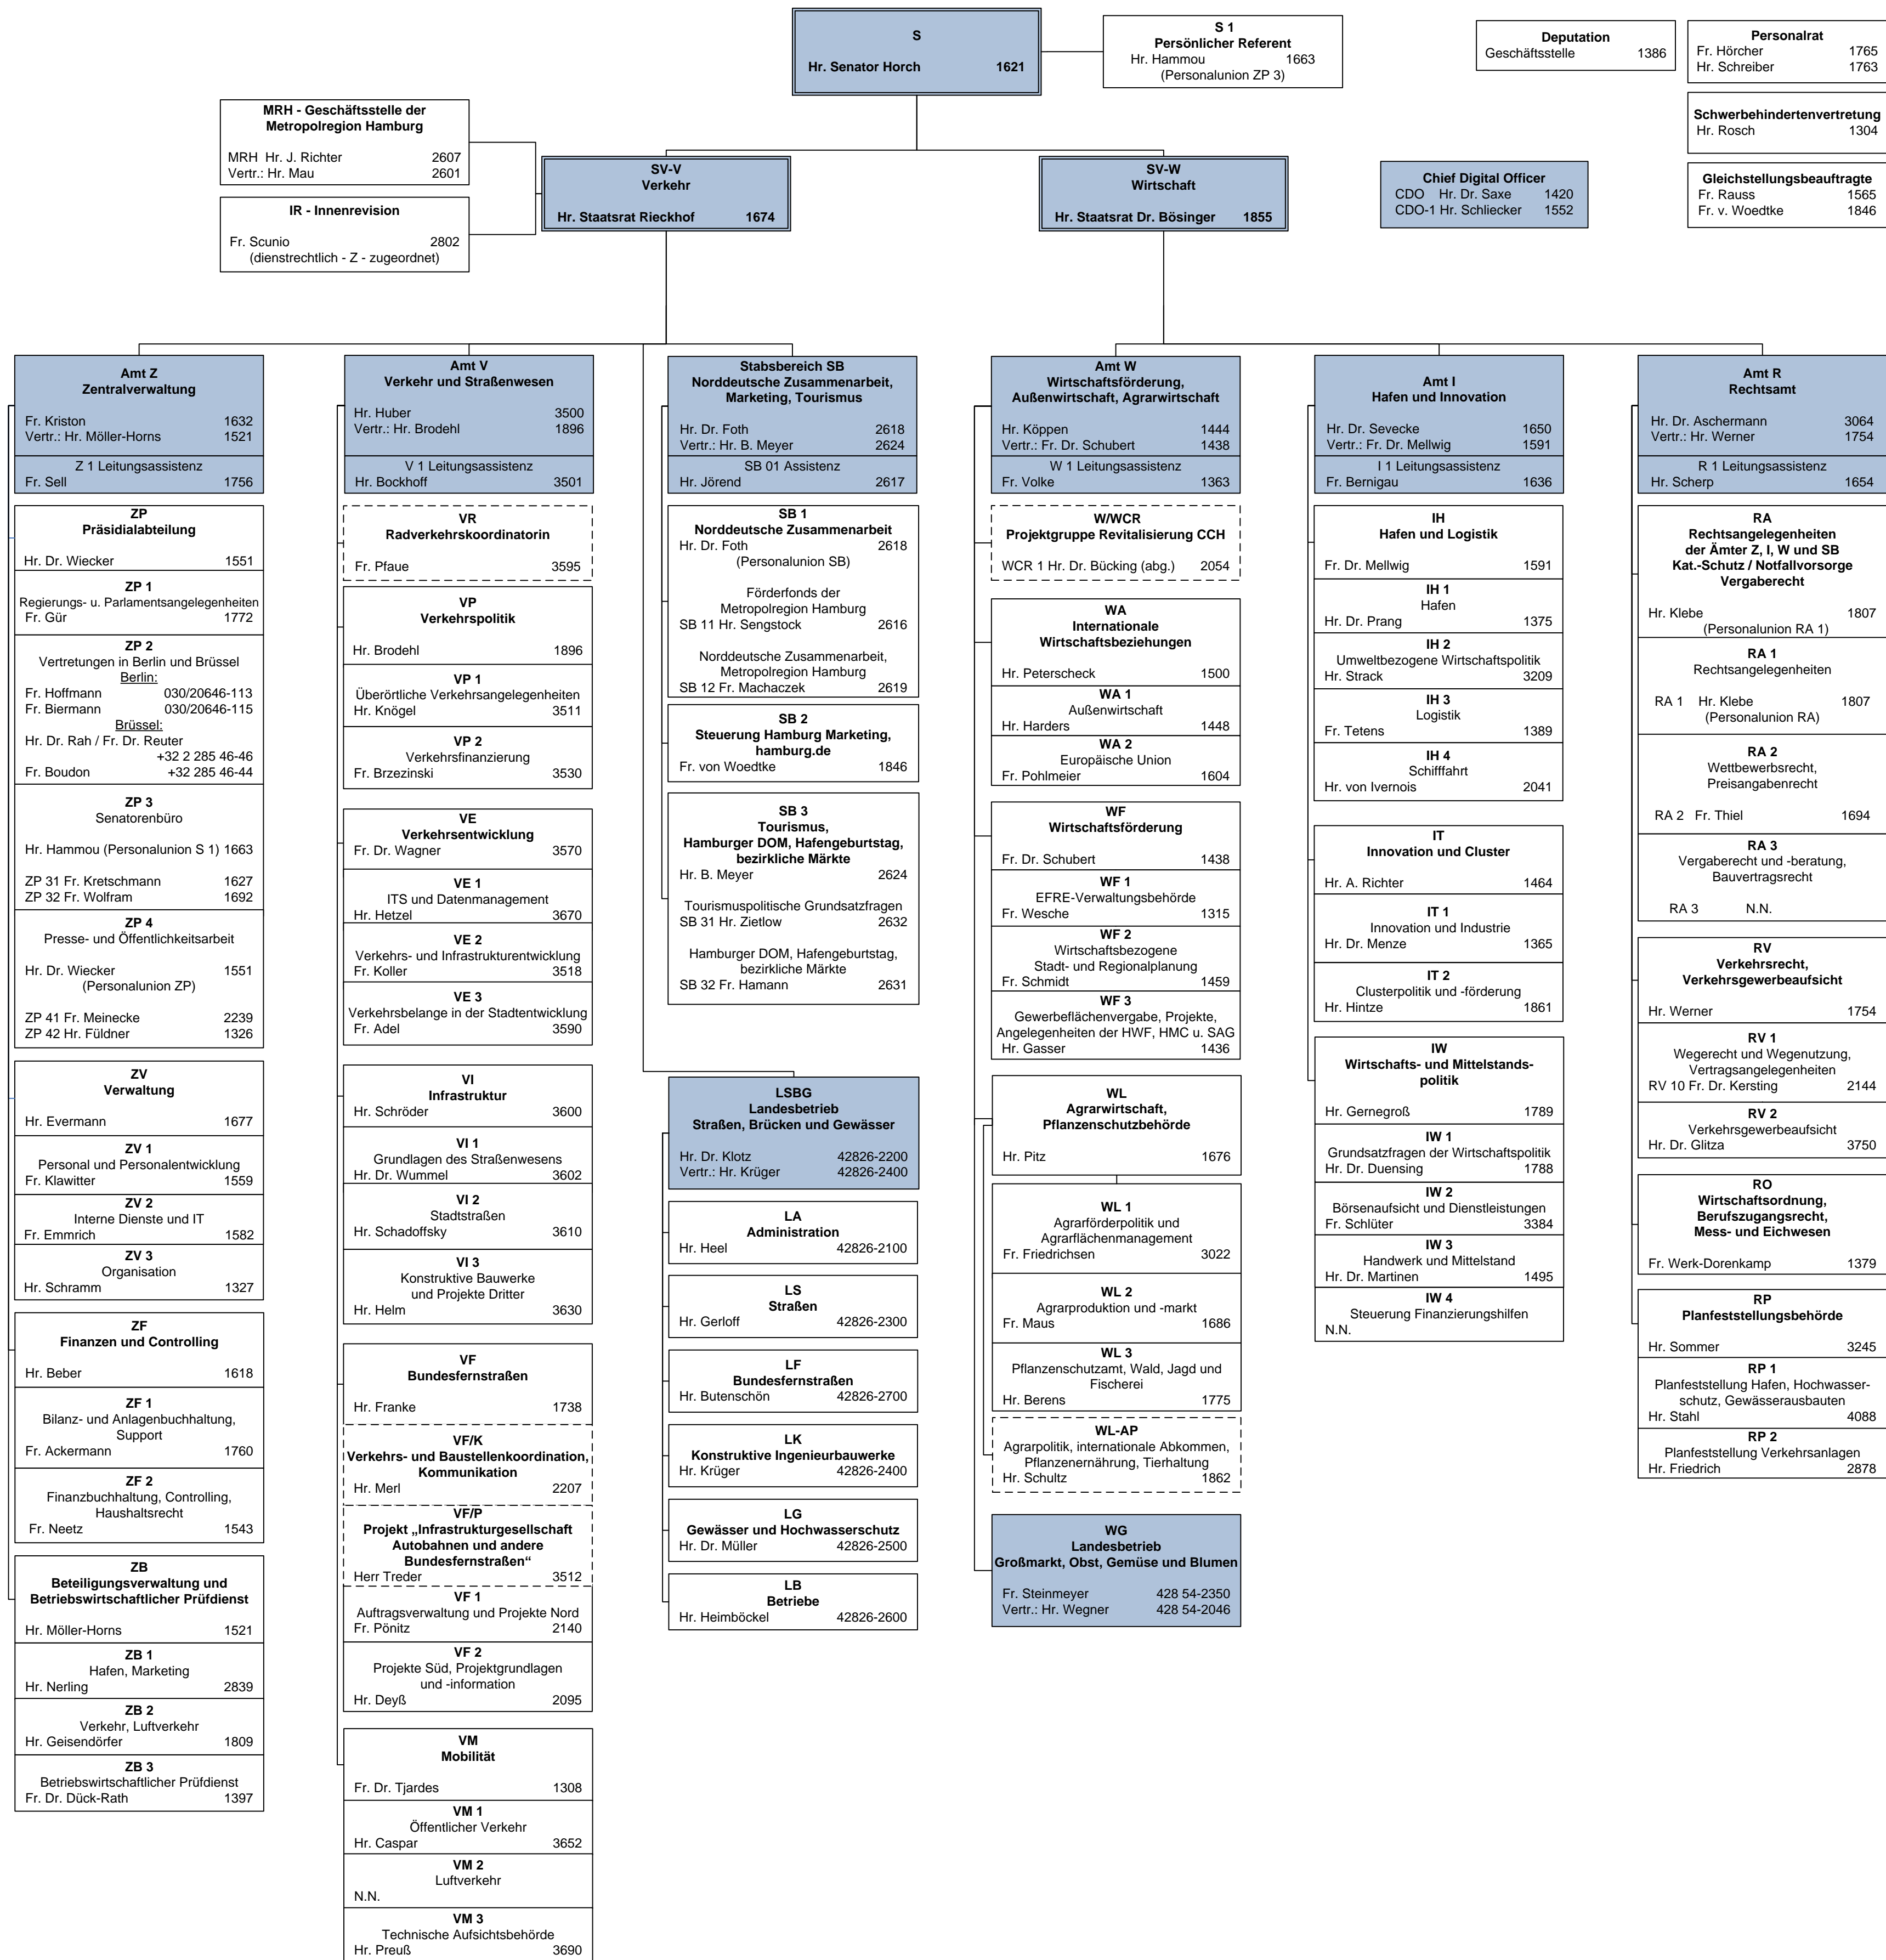 S
Hr. Senator Horch 1621
S 1
Persönlicher Referent
Hr. Hammou 1663
(Personalunion ZP 3)
Deputation
Geschäftsstelle 1386
Personalrat
Fr. Hörcher 1765
Hr. Schreiber 1763
Schwerbehindertenvertretung
Hr. Rosch 1304
Gleichstellungsbeauftragte
Fr. Rauss 1565
Fr. v. Woedtke 1846
MRH - Geschäftsstelle der
Metropolregion Hamburg
MRH Hr. J. Richter 2607
Vertr.: Hr. Mau 2601
IR - Innenrevision
Fr. Scunio 2802
(dienstrechtlich - Z - zugeordnet)
SV-V
Verkehr
Hr. Staatsrat Rieckhof 1674
SV-W
Wirtschaft
Hr. Staatsrat Dr. Bösinger 1855
Chief Digital Officer
CDO Hr. Dr. Saxe 1420
CDO-1 Hr. Schliecker 1552
Amt Z
Zentralverwaltung
Fr. Kriston 1632
Vertr.: Hr. Möller-Horns 1521
Z 1 Leitungsassistenz
Fr. Sell 1756
ZP
Präsidialabteilung
Hr. Dr. Wiecker 1551
ZP 1
Regierungs- u. Parlamentsangelegenheiten
Fr. Gür 1772
ZP 2
Vertretungen in Berlin und Brüssel
Berlin:
Fr. Hoffmann 030/20646-113
Fr. Biermann 030/20646-115
Brüssel:
Hr. Dr. Rah / Fr. Dr. Reuter
+32 2 285 46-46
Fr. Boudon +32 285 46-44
ZP 3
Senatorenbüro
Hr. Hammou (Personalunion S 1) 1663
ZP 31 Fr. Kretschmann 1627
ZP 32 Fr. Wolfram 1692
ZP 4
Presse- und Öffentlichkeitsarbeit
Hr. Dr. Wiecker 1551
(Personalunion ZP)
ZP 41 Fr. Meinecke 2239
ZP 42 Hr. Füldner 1326
ZV
Verwaltung
Hr. Evermann 1677
ZV 1
Personal und Personalentwicklung
Fr. Klawitter 1559
ZV 2
Interne Dienste und IT
Fr. Emmrich 1582
ZV 3
Organisation
Hr. Schramm 1327
ZF
Finanzen und Controlling
Hr. Beber 1618
ZF 1
Bilanz- und Anlagenbuchhaltung,
Support
Fr. Ackermann 1760
ZF 2
Finanzbuchhaltung, Controlling,
Haushaltsrecht
Fr. Neetz 1543
ZB
Beteiligungsverwaltung und
Betriebswirtschaftlicher Prüfdienst
Hr. Möller-Horns 1521
ZB 1
Hafen, Marketing
Hr. Nerling 2839
ZB 2
Verkehr, Luftverkehr
Hr. Geisendörfer 1809
ZB 3
Betriebswirtschaftlicher Prüfdienst
Fr. Dr. Dück-Rath 1397
Amt V
Verkehr und Straßenwesen
Hr. Huber 3500
Vertr.: Hr. Brodehl 1896
V 1 Leitungsassistenz
Hr. Bockhoff 3501
VR
Radverkehrskoordinatorin
Fr. Pfaue 3595
VP
Verkehrspolitik
Hr. Brodehl 1896
VP 1
Überörtliche Verkehrsangelegenheiten
Hr. Knögel 3511
VP 2
Verkehrsfinanzierung
Fr. Brzezinski 3530
VE
Verkehrsentwicklung
Fr. Dr. Wagner 3570
VE 1
ITS und Datenmanagement
Hr. Hetzel 3670
VE 2
Verkehrs- und Infrastrukturentwicklung
Fr. Koller 3518
VE 3
Verkehrsbelange in der Stadtentwicklung
Fr. Adel 3590
VI
Infrastruktur
Hr. Schröder 3600
VI 1
Grundlagen des Straßenwesens
Hr. Dr. Wummel 3602
VI 2
Stadtstraßen
Hr. Schadoffsky 3610
VI 3
Konstruktive Bauwerke
und Projekte Dritter
Hr. Helm 3630
VF
Bundesfernstraßen
Hr. Franke 1738
VF/K
Verkehrs- und Baustellenkoordination,
Kommunikation
Hr. Merl 2207
VF/P
Projekt „Infrastrukturgesellschaft
Autobahnen und andere
Bundesfernstraßen“
Herr Treder 3512
VF 1
Auftragsverwaltung und Projekte Nord
Fr. Pönitz 2140
VF 2
Projekte Süd, Projektgrundlagen
und -information
Hr. Deyß 2095
VM
Mobilität
Fr. Dr. Tjardes 1308
VM 1
Öffentlicher Verkehr
Hr. Caspar 3652
VM 2
Luftverkehr
N.N.
VM 3
Technische Aufsichtsbehörde
Hr. Preuß 3690
Stabsbereich SB
Norddeutsche Zusammenarbeit,
Marketing, Tourismus
Hr. Dr. Foth 2618
Vertr.: Hr. B. Meyer 2624
SB 01 Assistenz
Hr. Jörend 2617
SB 1
Norddeutsche Zusammenarbeit
Hr. Dr. Foth 2618
(Personalunion SB)
Förderfonds der
Metropolregion Hamburg
SB 11 Hr. Sengstock 2616
Norddeutsche Zusammenarbeit,
Metropolregion Hamburg
SB 12 Fr. Machaczek 2619
SB 2
Steuerung Hamburg Marketing,
hamburg.de
Fr. von Woedtke 1846
SB 3
Tourismus,
Hamburger DOM, Hafengeburtstag,
bezirkliche Märkte
Hr. B. Meyer 2624
Tourismuspolitische Grundsatzfragen
SB 31 Hr. Zietlow 2632
Hamburger DOM, Hafengeburtstag,
bezirkliche Märkte
SB 32 Fr. Hamann 2631
LSBG
Landesbetrieb
Straßen, Brücken und Gewässer
Hr. Dr. Klotz 42826-2200
Vertr.: Hr. Krüger 42826-2400
LA
Administration
Hr. Heel 42826-2100
LS
Straßen
Hr. Gerloff 42826-2300
LF
Bundesfernstraßen
Hr. Butenschön 42826-2700
LK
Konstruktive Ingenieurbauwerke
Hr. Krüger 42826-2400
LG
Gewässer und Hochwasserschutz
Hr. Dr. Müller 42826-2500
LB
Betriebe
Hr. Heimböckel 42826-2600
Amt W
Wirtschaftsförderung,
Außenwirtschaft, Agrarwirtschaft
Hr. Köppen 1444
Vertr.: Fr. Dr. Schubert 1438
W 1 Leitungsassistenz
Fr. Volke 1363
W/WCR
Projektgruppe Revitalisierung CCH
WCR 1 Hr. Dr. Bücking (abg.) 2054
WA
Internationale
Wirtschaftsbeziehungen
Hr. Peterscheck 1500
WA 1
Außenwirtschaft
Hr. Harders 1448
WA 2
Europäische Union
Fr. Pohlmeier 1604
WF
Wirtschaftsförderung
Fr. Dr. Schubert 1438
WF 1
EFRE-Verwaltungsbehörde
Fr. Wesche 1315
WF 2
Wirtschaftsbezogene
Stadt- und Regionalplanung
Fr. Schmidt 1459
WF 3
Gewerbeflächenvergabe, Projekte,
Angelegenheiten der HWF, HMC u. SAG
Hr. Gasser 1436
WL
Agrarwirtschaft,
Pflanzenschutzbehörde
Hr. Pitz 1676
WL 1
Agrarförderpolitik und
Agrarflächenmanagement
Fr. Friedrichsen 3022
WL 2
Agrarproduktion und -markt
Fr. Maus 1686
WL 3
Pflanzenschutzamt, Wald, Jagd und
Fischerei
Hr. Berens 1775
WL-AP
Agrarpolitik, internationale Abkommen,
Pflanzenernährung, Tierhaltung
Hr. Schultz 1862
WG
Landesbetrieb
Großmarkt, Obst, Gemüse und Blumen
Fr. Steinmeyer 428 54-2350
Vertr.: Hr. Wegner 428 54-2046
Amt I
Hafen und Innovation
Hr. Dr. Sevecke 1650
Vertr.: Fr. Dr. Mellwig 1591
I 1 Leitungsassistenz
Fr. Bernigau 1636
IH
Hafen und Logistik
Fr. Dr. Mellwig 1591
IH 1
Hafen
Hr. Dr. Prang 1375
IH 2
Umweltbezogene Wirtschaftspolitik
Hr. Strack 3209
IH 3
Logistik
Fr. Tetens 1389
IH 4
Schifffahrt
Hr. von Ivernois 2041
IT
Innovation und Cluster
Hr. A. Richter 1464
IT 1
Innovation und Industrie
Hr. Dr. Menze 1365
IT 2
Clusterpolitik und -förderung
Hr. Hintze 1861
IW
Wirtschafts- und Mittelstands-
politik
Hr. Gernegroß 1789
IW 1
Grundsatzfragen der Wirtschaftspolitik
Hr. Dr. Duensing 1788
IW 2
Börsenaufsicht und Dienstleistungen
Fr. Schlüter 3384
IW 3
Handwerk und Mittelstand
Hr. Dr. Martinen 1495
IW 4
Steuerung Finanzierungshilfen
N.N.
Amt R
Rechtsamt
Hr. Dr. Aschermann 3064
Vertr.: Hr. Werner 1754
R 1 Leitungsassistenz
Hr. Scherp 1654
RA
Rechtsangelegenheiten
der Ämter Z, I, W und SB
Kat.-Schutz / Notfallvorsorge
Vergaberecht
Hr. Klebe 1807
(Personalunion RA 1)
RA 1
Rechtsangelegenheiten
RA 1 Hr. Klebe 1807
(Personalunion RA)
RA 2
Wettbewerbsrecht,
Preisangabenrecht
RA 2 Fr. Thiel 1694
RA 3
Vergaberecht und -beratung,
Bauvertragsrecht
RA 3 N.N.
RV
Verkehrsrecht,
Verkehrsgewerbeaufsicht
Hr. Werner 1754
RV 1
Wegerecht und Wegenutzung,
Vertragsangelegenheiten
RV 10 Fr. Dr. Kersting 2144
RV 2
Verkehrsgewerbeaufsicht
Hr. Dr. Glitza 3750
RO
Wirtschaftsordnung,
Berufszugangsrecht,
Mess- und Eichwesen
Fr. Werk-Dorenkamp 1379
RP
Planfeststellungsbehörde
Hr. Sommer 3245
RP 1
Planfeststellung Hafen, Hochwasser-
schutz, Gewässerausbauten
Hr. Stahl 4088
RP 2
Planfeststellung Verkehrsanlagen
Hr. Friedrich 2878